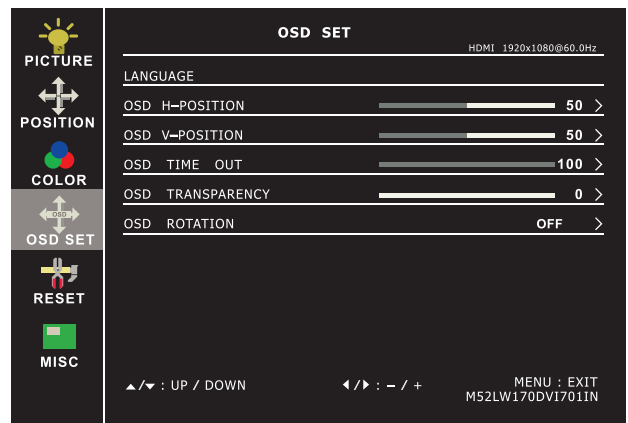 OSD SET
HDMI 1920x1080@60.0Hz
PICTURE
POSITION
COLOR
OSD
OSD SET
RESET
MISC
LANGUAGE
OSD H-POSITION 50
OSD V-POSITION 50
OSD TIME OUT 100
OSD TRANSPARENCY 0
OSD ROTATION OFF
▲/▼ : UP / DOWN ◀/▶ : - / + MENU : EXIT
M52LW170DVI701IN